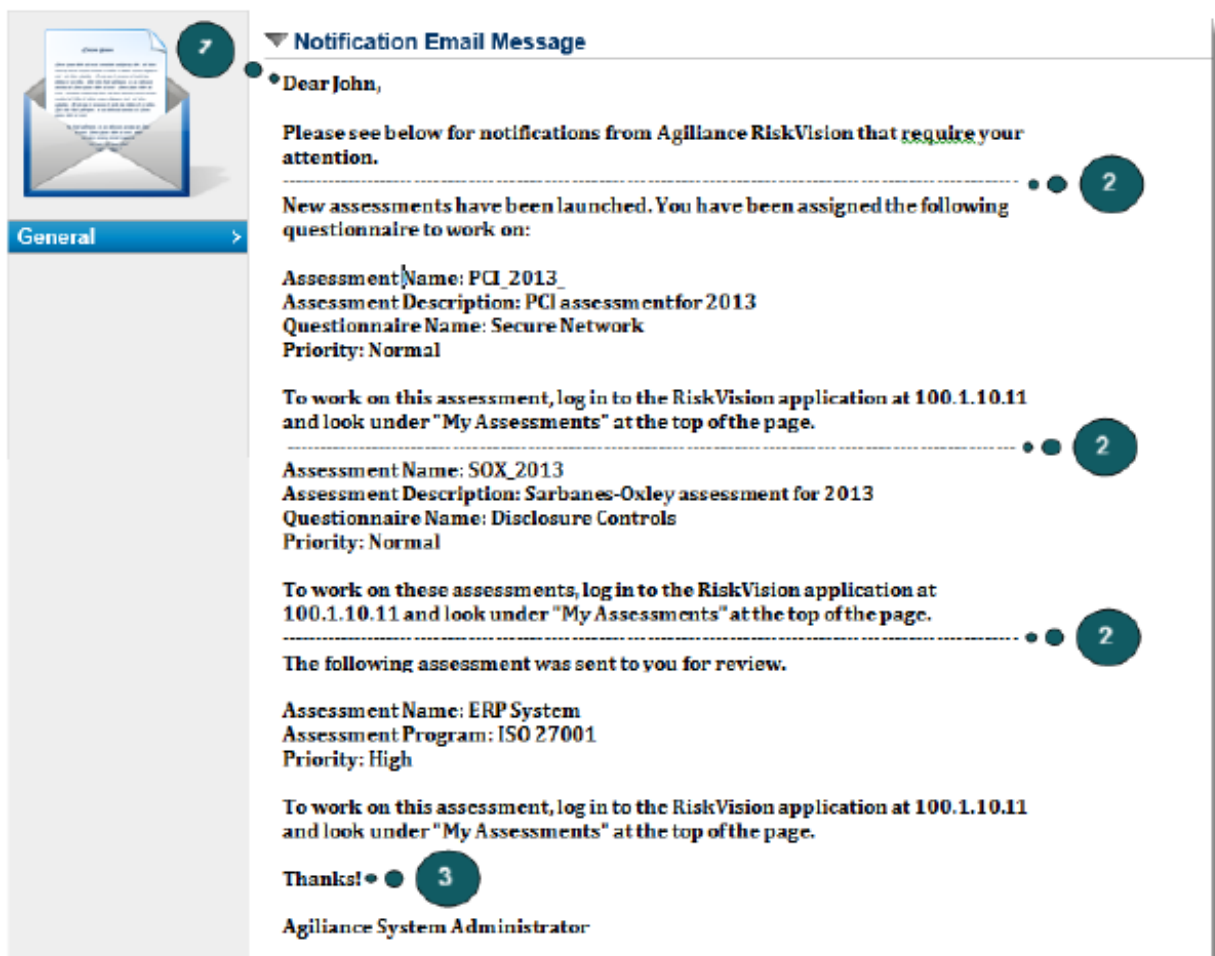 1
Notification Email Message
Dear John,
Please see below for notifications from Agiliance RiskVision that require your
attention.
2
New assessments have been launched. You have been assigned the following
questionnaire to work on:
General >
Assessment Name: PCI_2013_
Assessment Description: PCI assessmentfor 2013
Questionnaire Name: Secure Network
Priority: Normal
To work on this assessment, log in to the RiskVision application at 100.1.10.11
and look under "My Assessments" at the top of the page.
2
Assessment Name: SOX_2013
Assessment Description: Sarbanes-Oxley assessment for 2013
Questionnaire Name: Disclosure Controls
Priority: Normal
To work on these assessments, log in to the RiskVision application at
100.1.10.11 and look under "My Assessments" at the top of the page.
2
The following assessment was sent to you for review.
Assessment Name: ERP System
Assessment Program: ISO 27001
Priority: High
To work on this assessment, log in to the RiskVision application at 100.1.10.11
and look under "My Assessments" at the top of the page.
Thanks!
3
Agiliance System Administrator